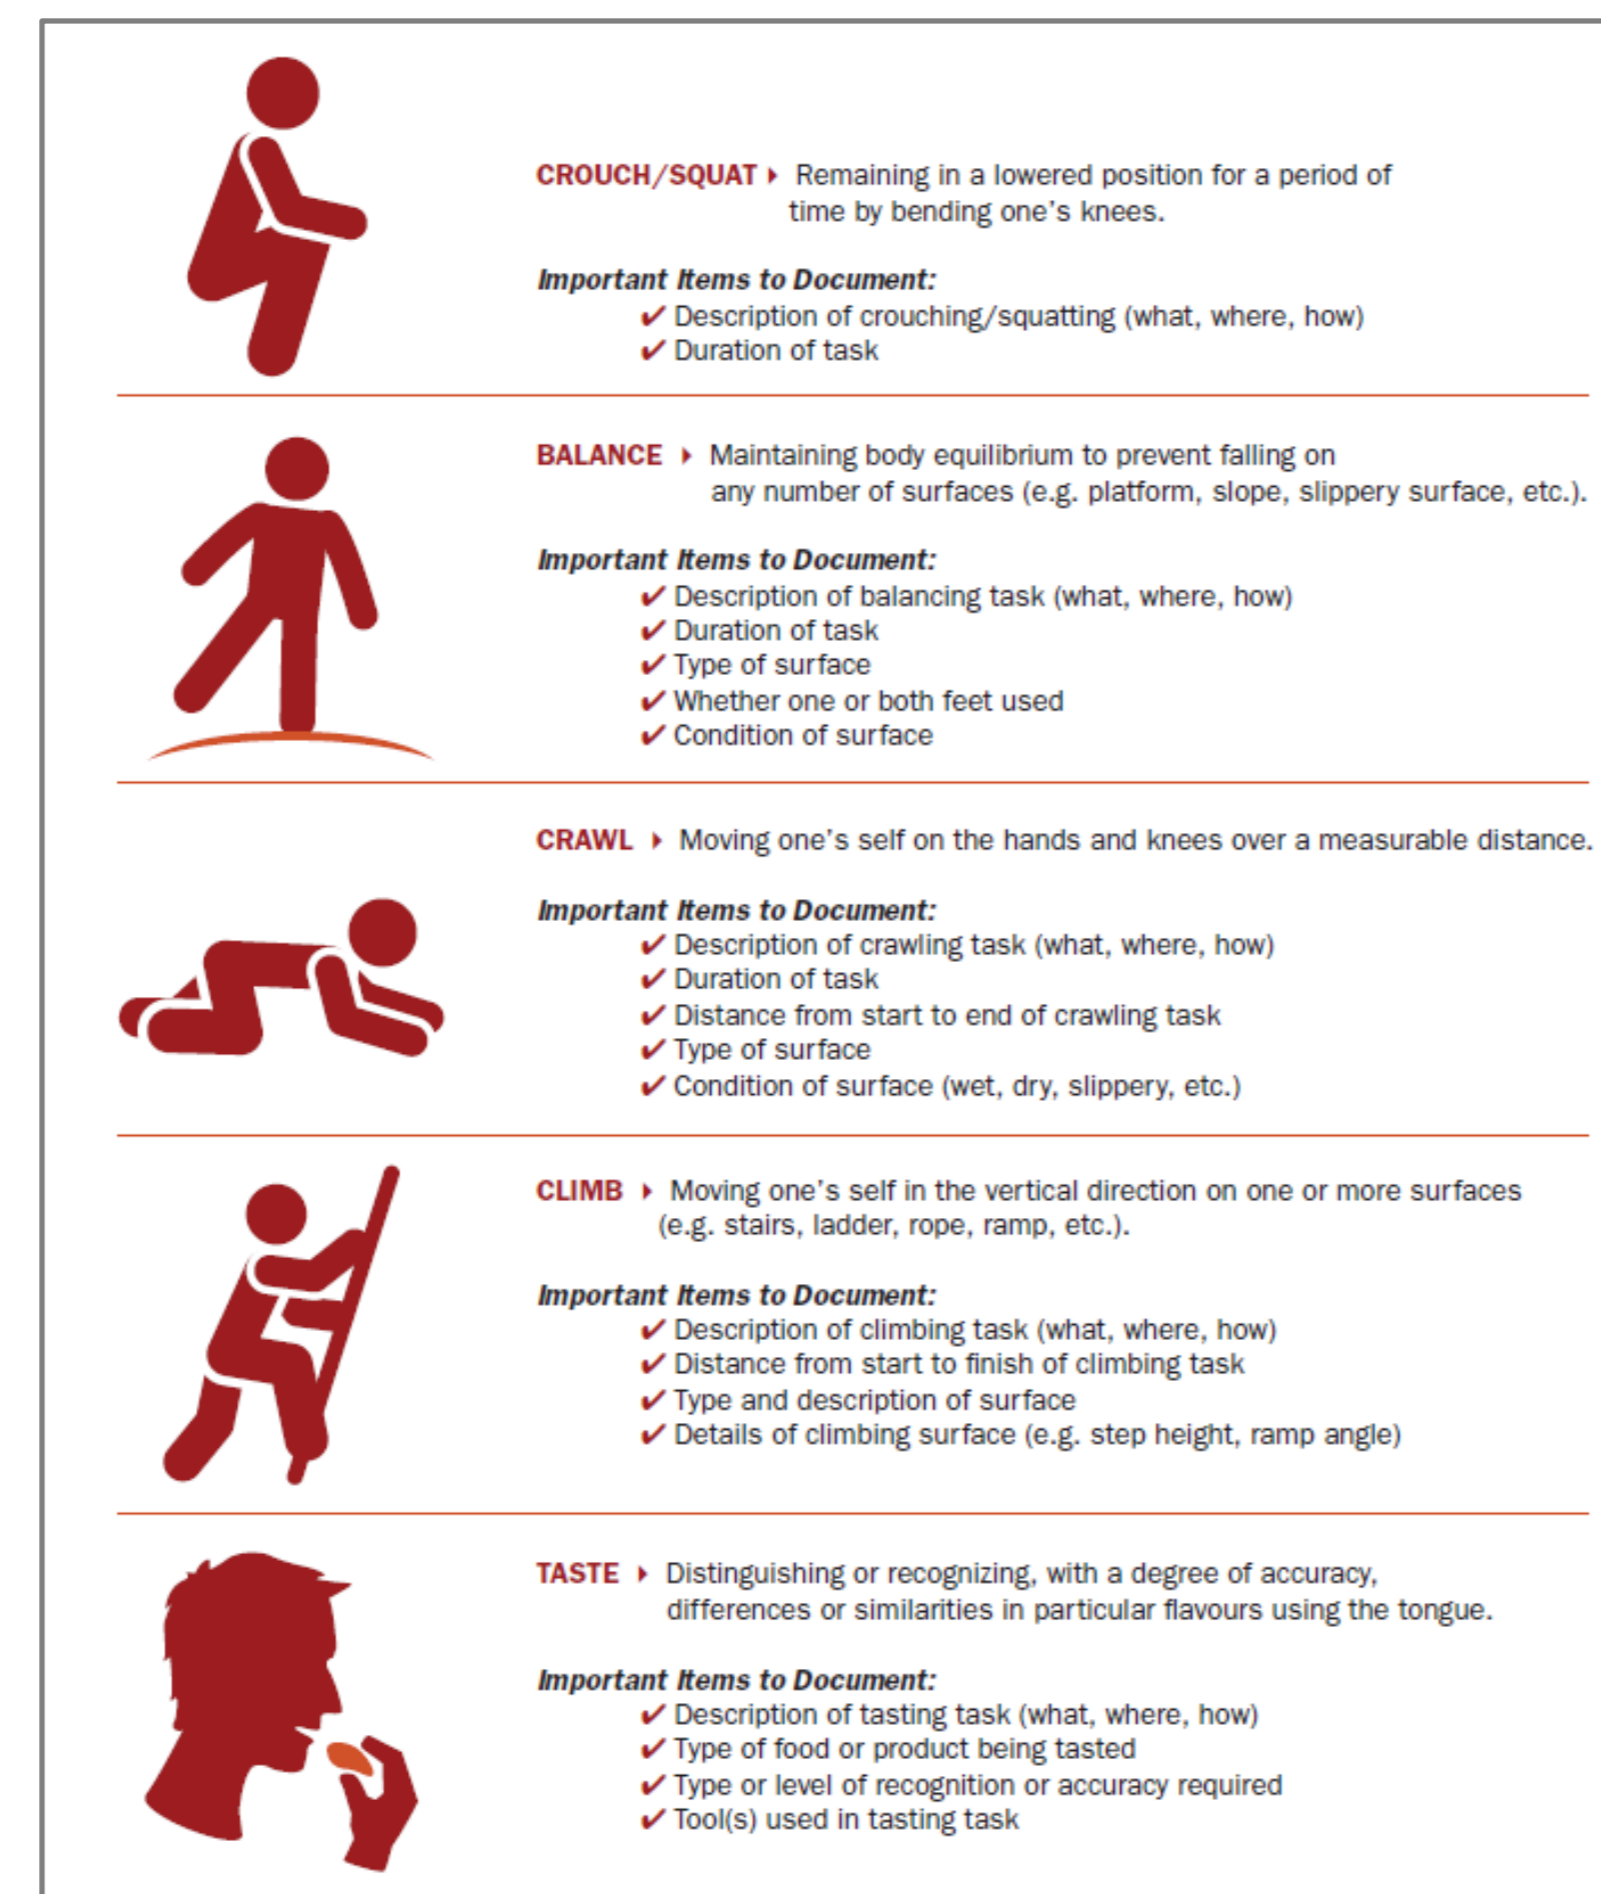 CROUCH/SQUAT ▸ Remaining in a lowered position for a period of
time by bending one's knees.
Important Items to Document:
✔ Description of crouching/squatting (what, where, how)
✔ Duration of task
BALANCE ▸ Maintaining body equilibrium to prevent falling on
any number of surfaces (e.g. platform, slope, slippery surface, etc.).
Important Items to Document:
✔ Description of balancing task (what, where, how)
✔ Duration of task
✔ Type of surface
✔ Whether one or both feet used
✔ Condition of surface
CRAWL ▸ Moving one's self on the hands and knees over a measurable distance.
Important Items to Document:
✔ Description of crawling task (what, where, how)
✔ Duration of task
✔ Distance from start to end of crawling task
✔ Type of surface
✔ Condition of surface (wet, dry, slippery, etc.)
CLIMB ▸ Moving one's self in the vertical direction on one or more surfaces
(e.g. stairs, ladder, rope, ramp, etc.).
Important Items to Document:
✔ Description of climbing task (what, where, how)
✔ Distance from start to finish of climbing task
✔ Type and description of surface
✔ Details of climbing surface (e.g. step height, ramp angle)
TASTE ▸ Distinguishing or recognizing, with a degree of accuracy,
differences or similarities in particular flavours using the tongue.
Important Items to Document:
✔ Description of tasting task (what, where, how)
✔ Type of food or product being tasted
✔ Type or level of recognition or accuracy required
✔ Tool(s) used in tasting task